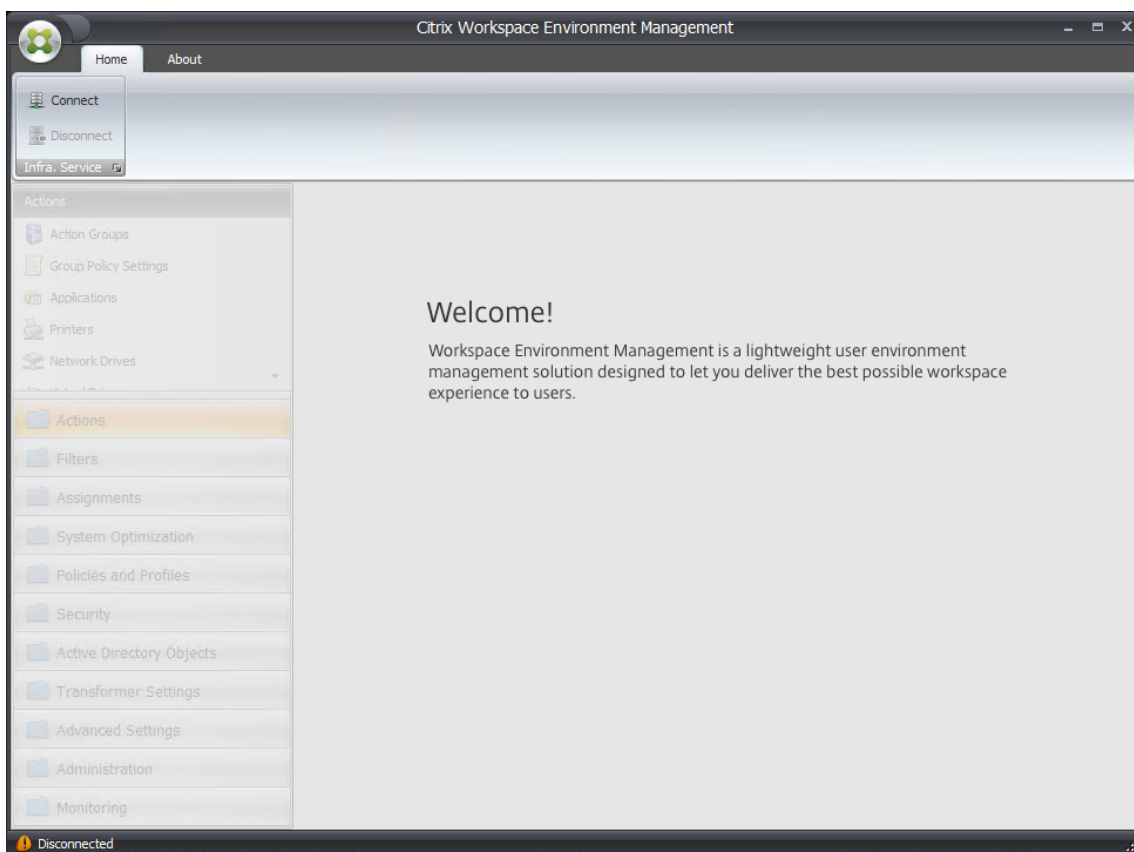 Citrix Workspace Environment Management
Home About
Connect
Disconnect
Infra. Service
Actions
Action Groups
Group Policy Settings
Applications
Printers
Network Drives
Actions
Filters
Assignments
System Optimization
Policies and Profiles
Security
Active Directory Objects
Transformer Settings
Advanced Settings
Administration
Monitoring
Welcome!
Workspace Environment Management is a lightweight user environment
management solution designed to let you deliver the best possible workspace
experience to users.
Disconnected